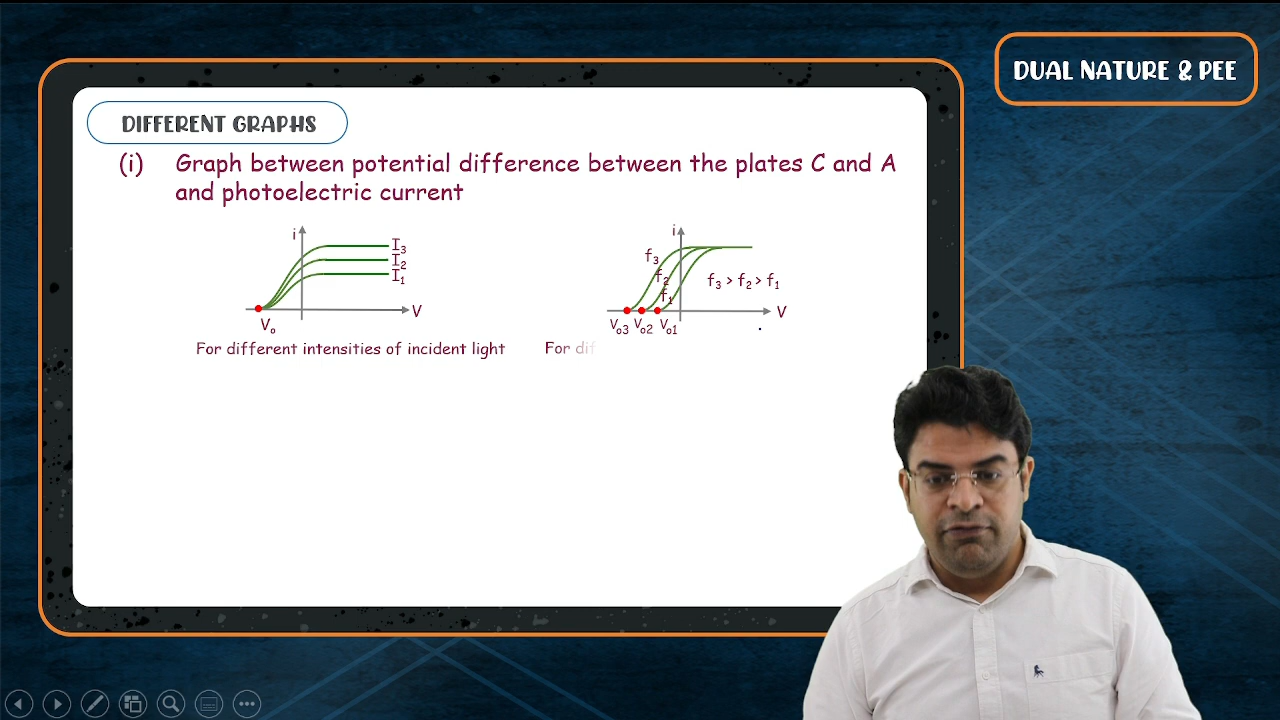 DUAL NATURE & PEE
DIFFERENT GRAPHS
(i) Graph between potential difference between the plates C and A
and photoelectric current
i
I₃
I₂
I₁
V
V₀
For different intensities of incident light
i
f₃
f₂
f₁
f₃ > f₂ > f₁
V
V₀₃ V₀₂ V₀₁
For dif